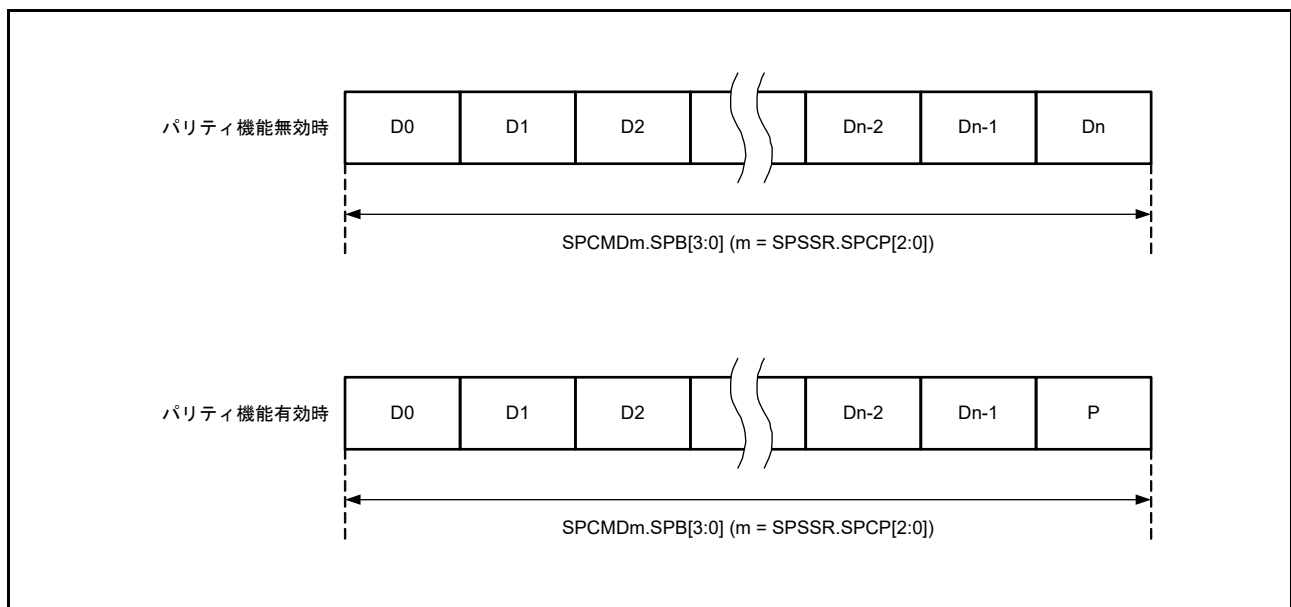 パリティ機能無効時 D0 D1 D2 Dn-2 Dn-1 Dn
SPCMDm.SPB[3:0] (m = SPSSR.SPCP[2:0])
パリティ機能有効時 D0 D1 D2 Dn-2 Dn-1 P
SPCMDm.SPB[3:0] (m = SPSSR.SPCP[2:0])